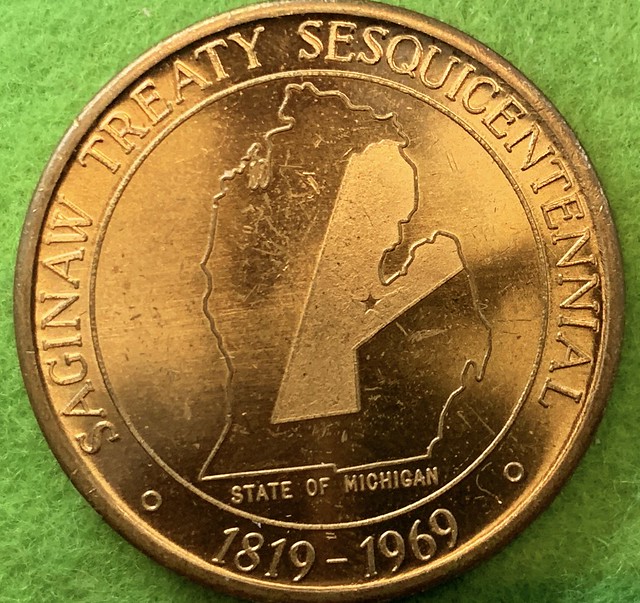 SAGINAW TREATY SESQUICENTENNIAL
STATE OF MICHIGAN
1819-1969